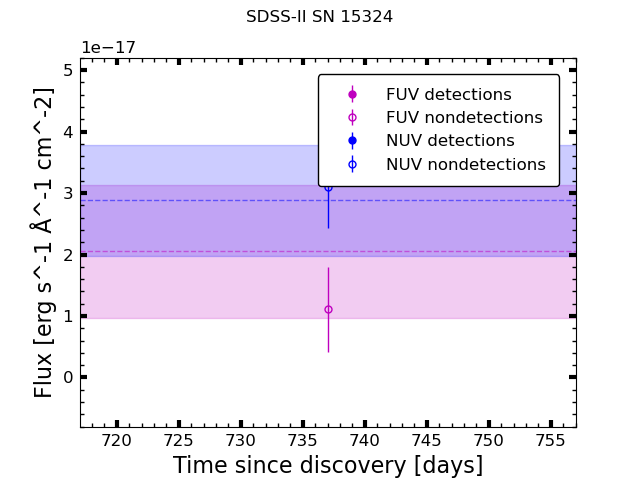 SDSS-II SN 15324
1e−17
FUV detections
FUV nondetections
NUV detections
NUV nondetections
5
4
3
2
1
0
Flux [erg s^-1 Å^-1 cm^-2]
720 725 730 735 740 745 750 755
Time since discovery [days]